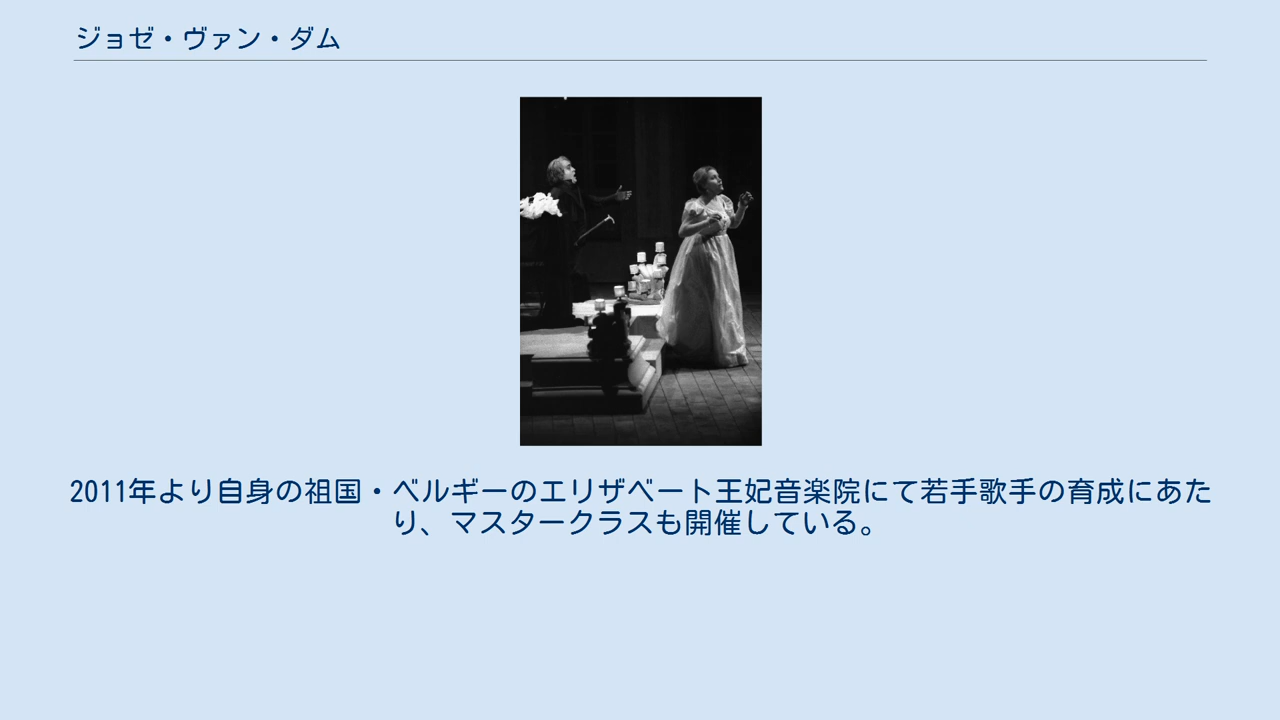 ジョゼ・ヴァン・ダム
2011年より自身の祖国・ベルギーのエリザベート王妃音楽院にて若手歌手の育成にあた
り、マスタークラスも開催している。